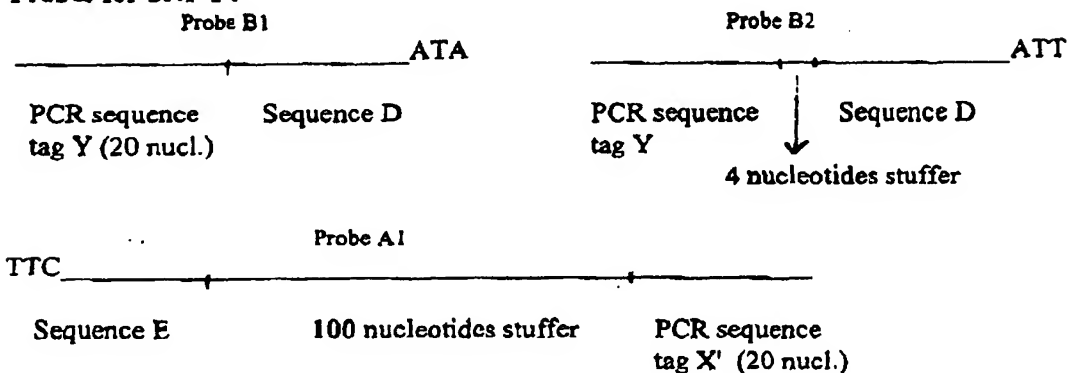 Probe B1
ATA
PCR sequence
tag Y (20 nucl.)
Sequence D
Probe B2
ATT
PCR sequence
tag Y
Sequence D
4 nucleotides stuffer
Probe A1
TTC
Sequence E
100 nucleotides stuffer
PCR sequence
tag X' (20 nucl.)